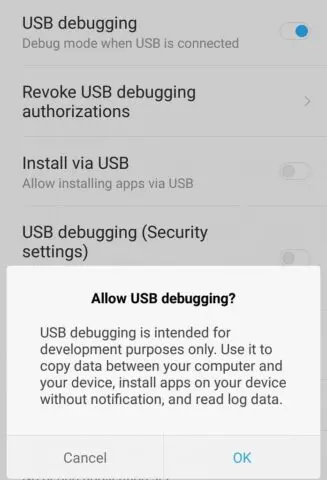 USB debugging
Debug mode when USB is connected
Revoke USB debugging
authorizations
Install via USB
Allow installing apps via USB
USB debugging (Security
settings)
Allow USB debugging?
USB debugging is intended for
development purposes only. Use it to
copy data between your computer and
your device, install apps on your device
without notification, and read log data.
Cancel
OK